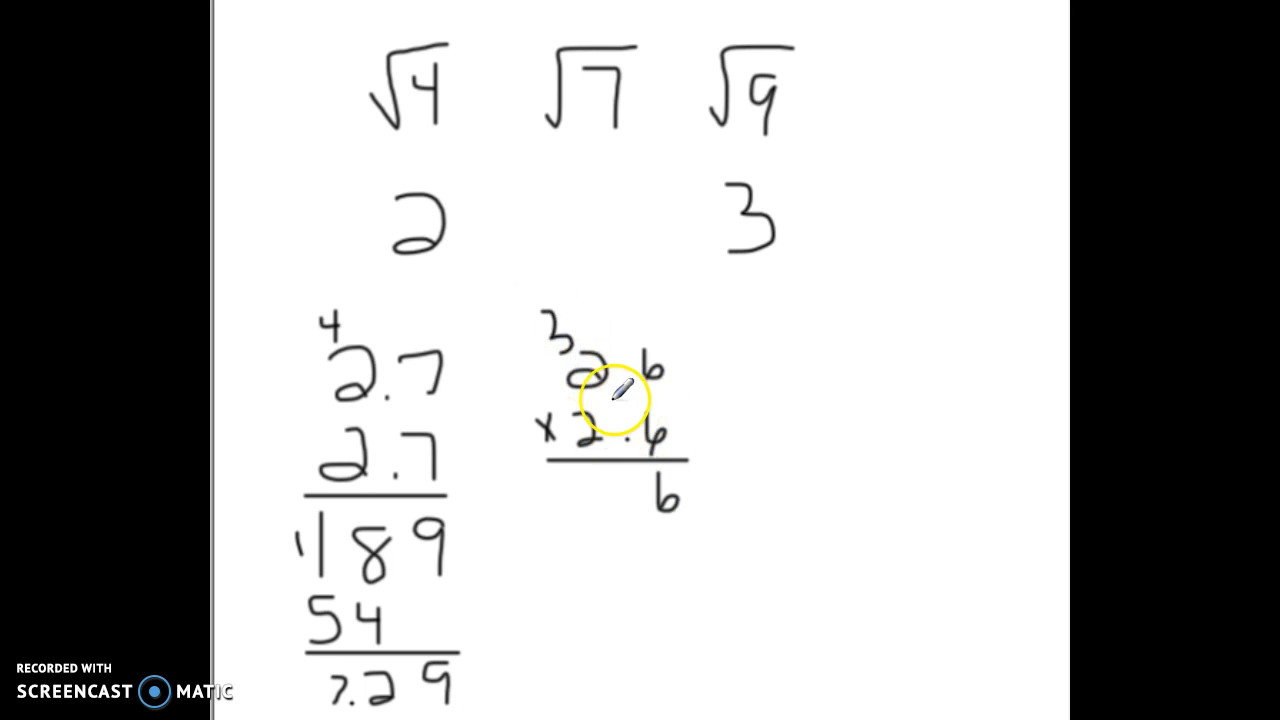 √4 √7 √9
2 3
4
2.7
2.7
189
1
54
7.29
3
2.6
x 2.6
6
RECORDED WITH
SCREENCAST MATIC